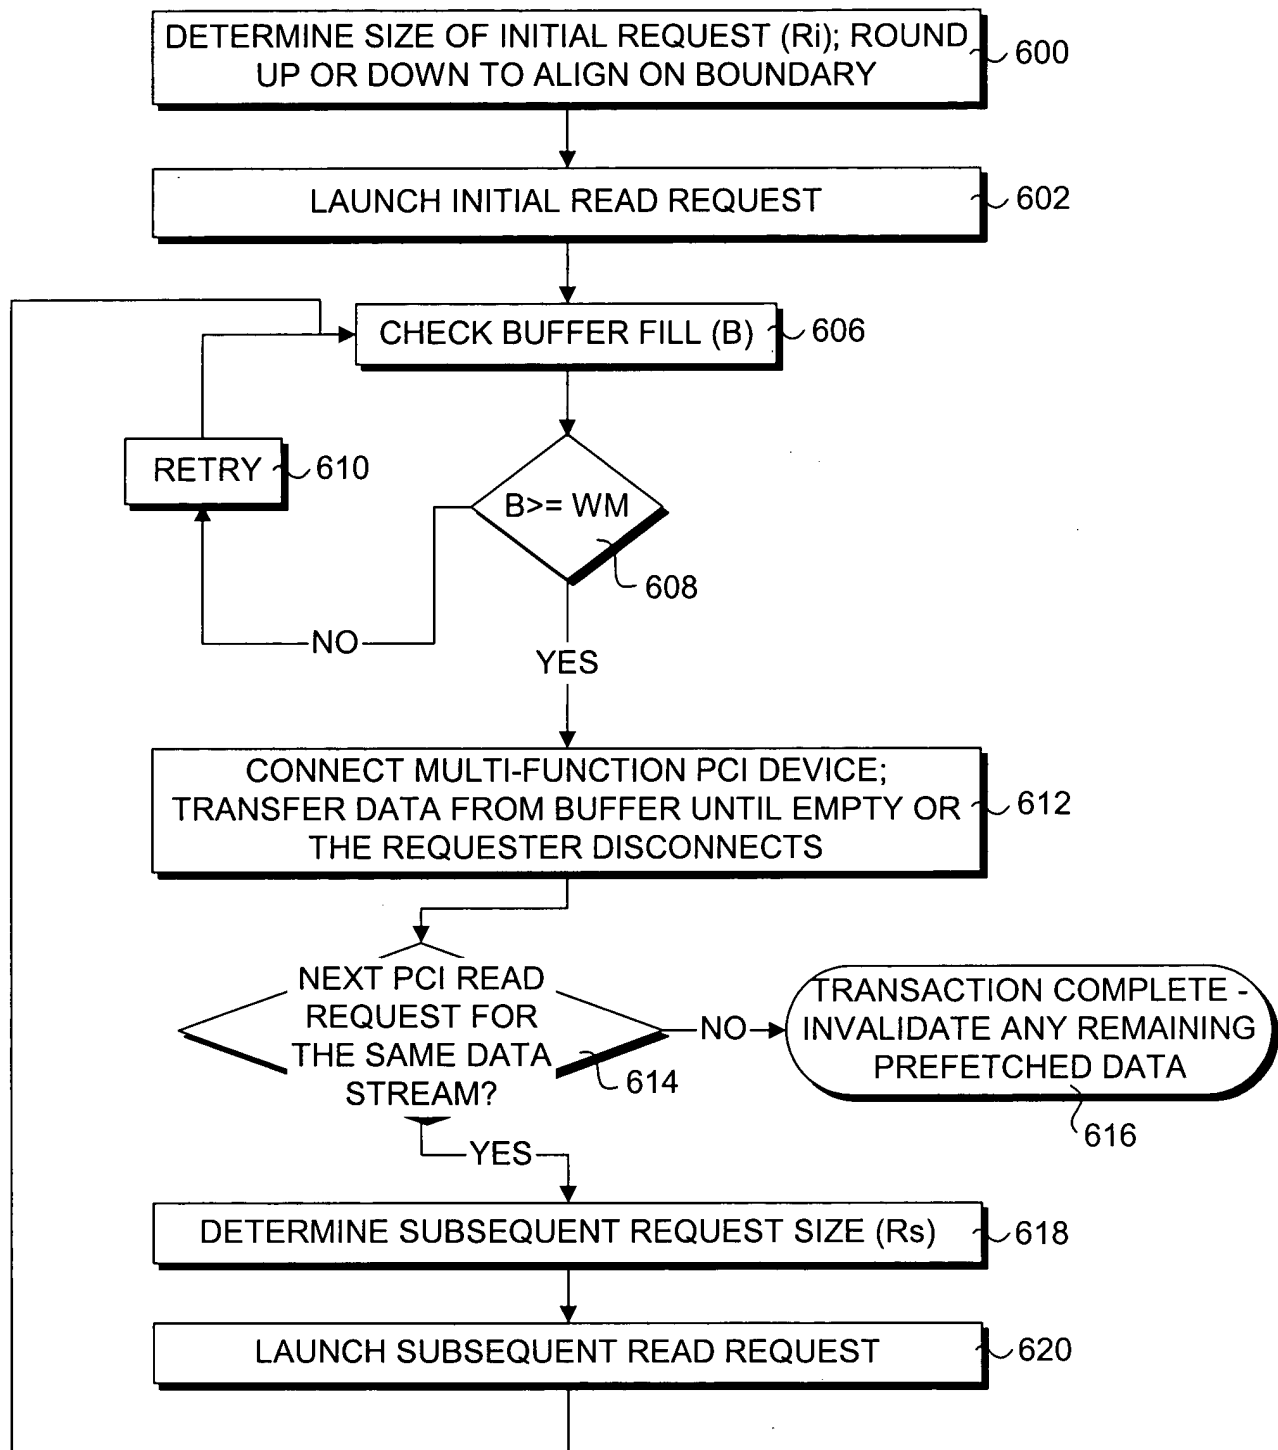 DETERMINE SIZE OF INITIAL REQUEST (Ri); ROUND
UP OR DOWN TO ALIGN ON BOUNDARY
600
LAUNCH INITIAL READ REQUEST
602
CHECK BUFFER FILL (B)
606
RETRY
610
B>= WM
608
NO
YES
CONNECT MULTI-FUNCTION PCI DEVICE;
TRANSFER DATA FROM BUFFER UNTIL EMPTY OR
THE REQUESTER DISCONNECTS
612
NEXT PCI READ
REQUEST FOR
THE SAME DATA
STREAM?
614
NO
TRANSACTION COMPLETE -
INVALIDATE ANY REMAINING
PREFETCHED DATA
616
YES
DETERMINE SUBSEQUENT REQUEST SIZE (Rs)
618
LAUNCH SUBSEQUENT READ REQUEST
620